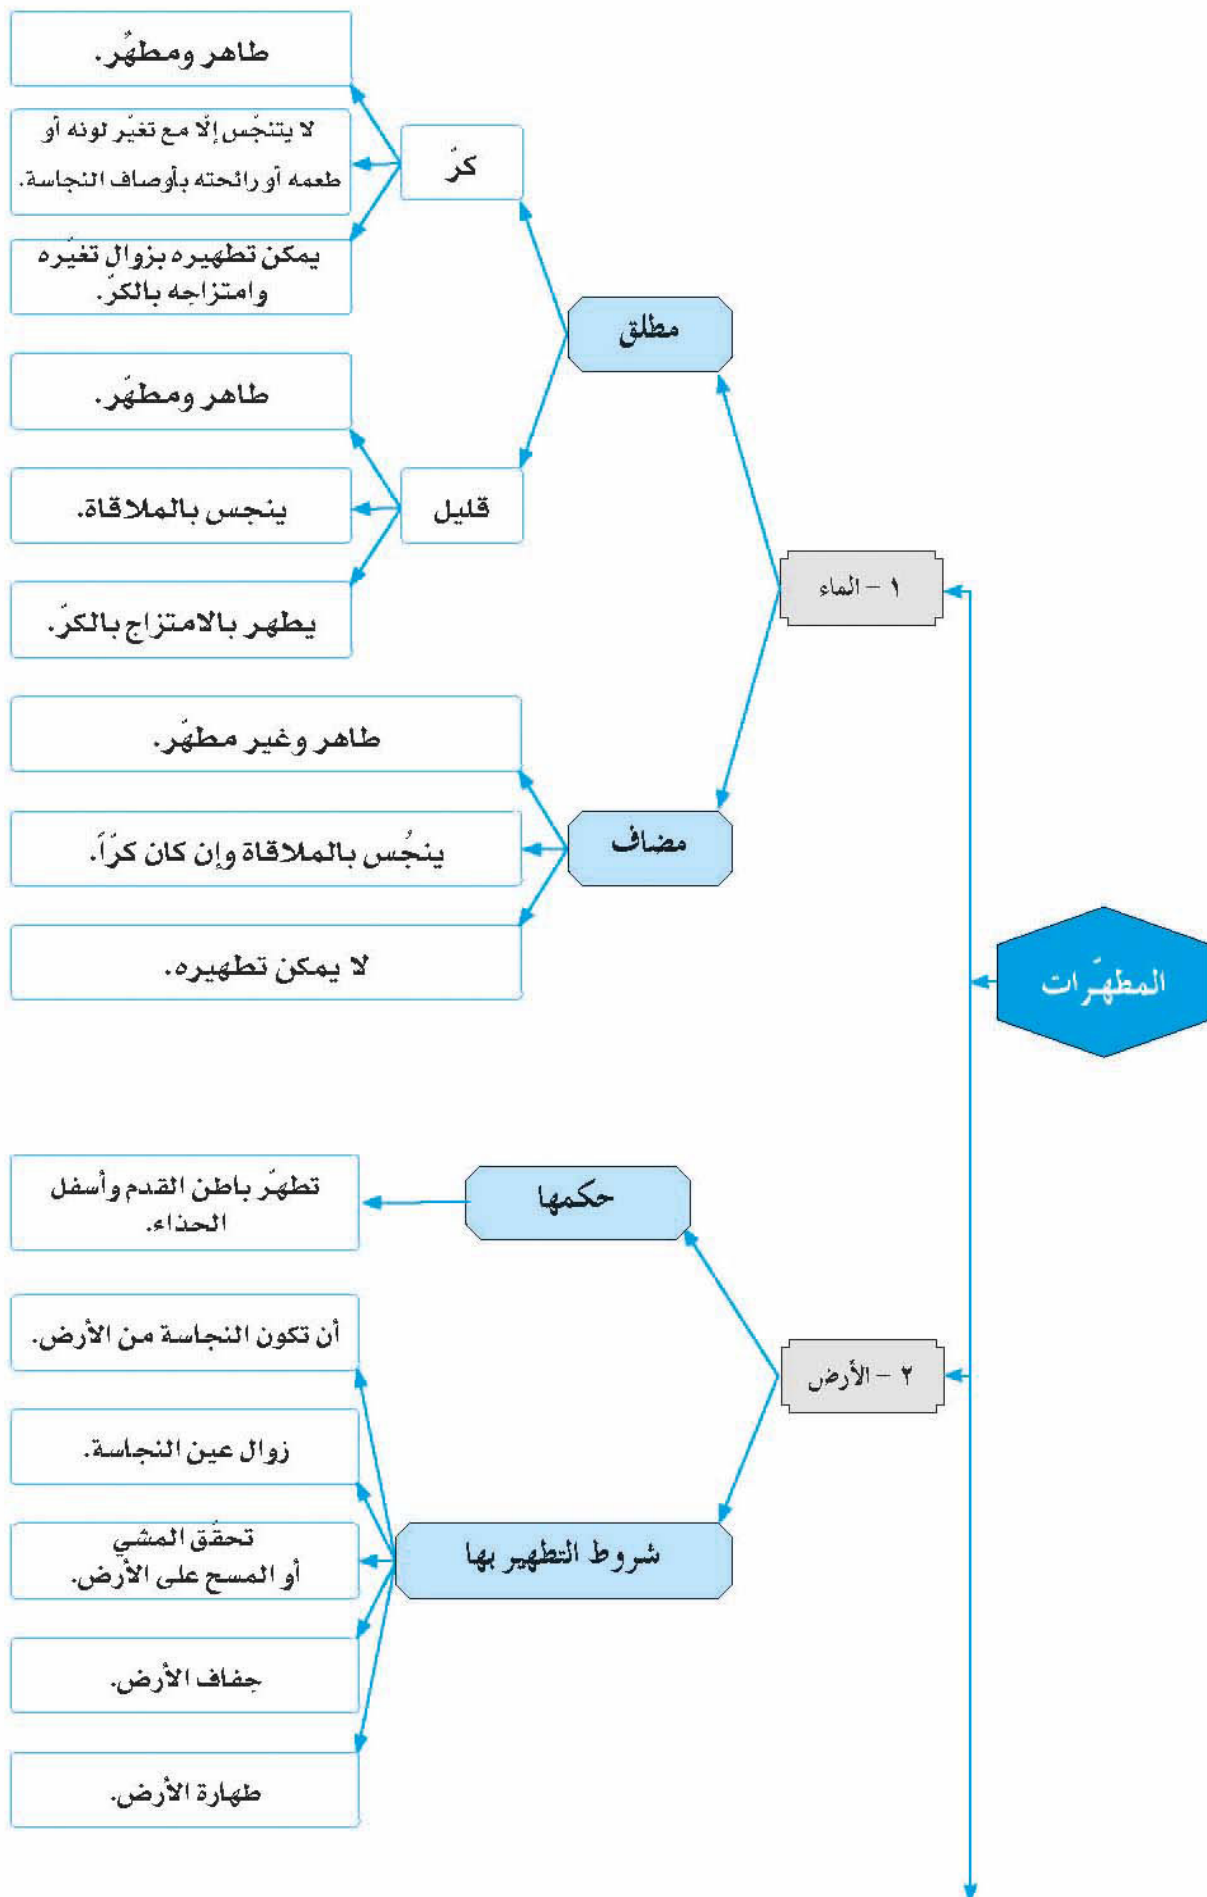 المطهّرات
١ - الماء
مطلق
كرّ
طاهر ومطهّر.
لا يتنجّس إلّا مع تغيّر لونه أو
طعمه أو رائحته بأوصاف النجاسة.
يمكن تطهيره بزوال تغيّره
وامتزاجه بالكرّ.
قليل
طاهر ومطهّر.
ينجس بالملاقاة.
يطهر بالامتزاج بالكرّ.
مضاف
طاهر وغير مطهّر.
ينجُس بالملاقاة وإن كان كرّاً.
لا يمكن تطهيره.
٢ - الأرض
حكمها
تطهّر باطن القدم وأسفل
الحذاء.
شروط التطهير بها
أن تكون النجاسة من الأرض.
زوال عين النجاسة.
تحقّق المشي
أو المسح على الأرض.
جفاف الأرض.
طهارة الأرض.